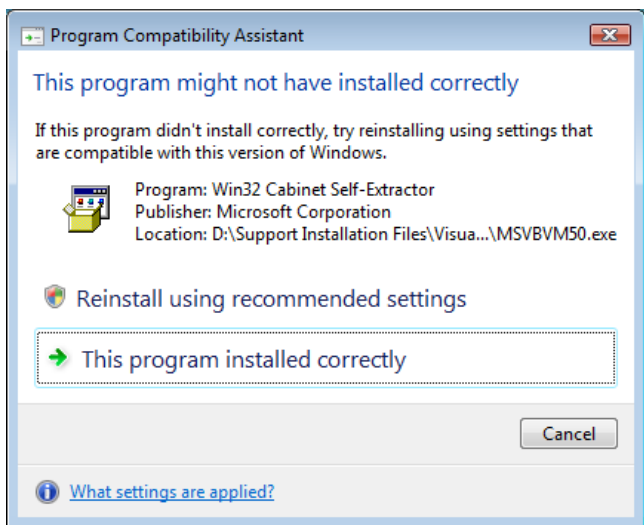 Program Compatibility Assistant
This program might not have installed correctly
If this program didn't install correctly, try reinstalling using settings that
are compatible with this version of Windows.
Program: Win32 Cabinet Self-Extractor
Publisher: Microsoft Corporation
Location: D:\Support Installation Files\Visua...\MSVBVM50.exe
Reinstall using recommended settings
This program installed correctly
Cancel
What settings are applied?